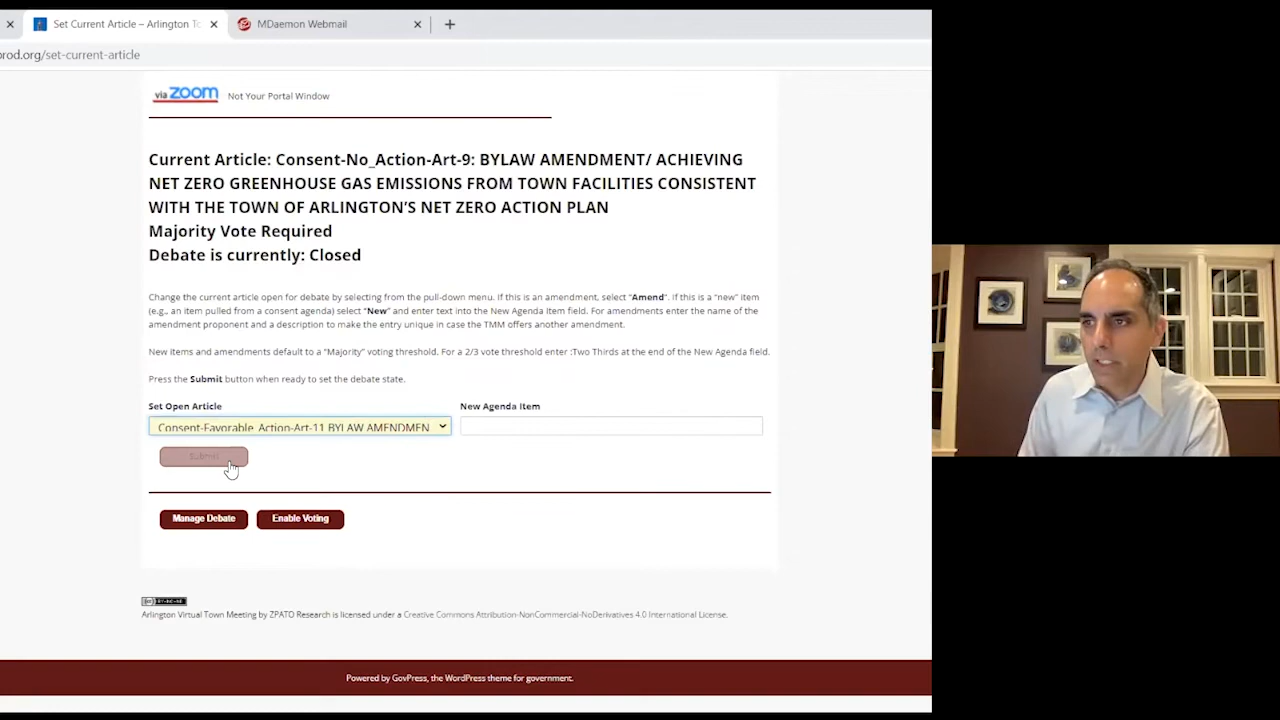 Set Current Article – Arlington To
MDaemon Webmail
prod.org/set-current-article
via zoom Not Your Portal Window
Current Article: Consent-No_Action-Art-9: BYLAW AMENDMENT/ ACHIEVING
NET ZERO GREENHOUSE GAS EMISSIONS FROM TOWN FACILITIES CONSISTENT
WITH THE TOWN OF ARLINGTON'S NET ZERO ACTION PLAN
Majority Vote Required
Debate is currently: Closed
Change the current article open for debate by selecting from the pull-down menu. If this is an amendment, select "Amend". If this is a "new" item
(e.g., an item pulled from a consent agenda) select "New" and enter text into the New Agenda Item field. For amendments enter the name of the
amendment proponent and a description to make the entry unique in case the TMM offers another amendment.
New items and amendments default to a "Majority" voting threshold. For a 2/3 vote threshold enter :Two Thirds at the end of the New Agenda field.
Press the Submit button when ready to set the debate state.
Set Open Article New Agenda Item
Consent-Favorable_Action-Art-11 BYLAW AMENDMEN
Submit
Manage Debate Enable Voting
Arlington Virtual Town Meeting by ZPATO Research is licensed under a Creative Commons Attribution-NonCommercial-NoDerivatives 4.0 International License.
Powered by GovPress, the WordPress theme for government.